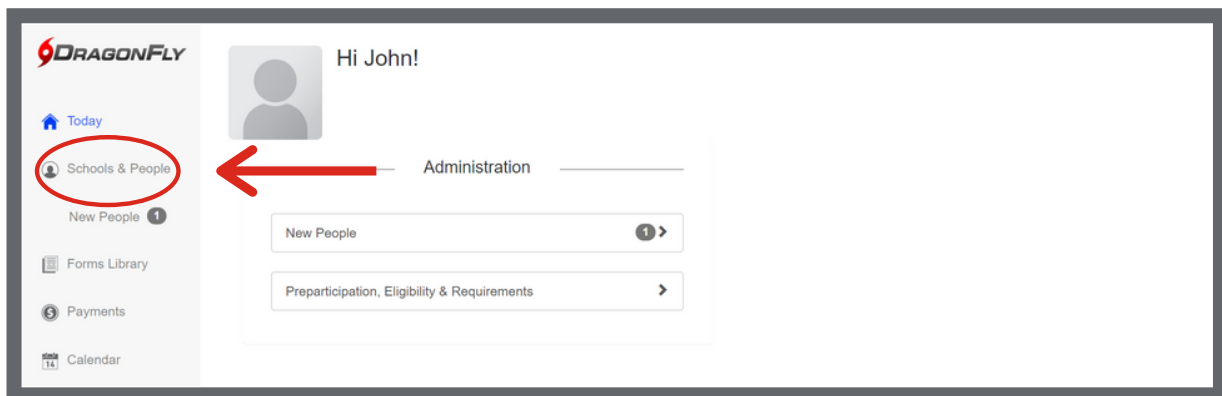 DRAGONFLY
Today
Schools & People
New People 1
Forms Library
Payments
14 Calendar
Hi John!
Administration
New People 1
Preparticipation, Eligibility & Requirements